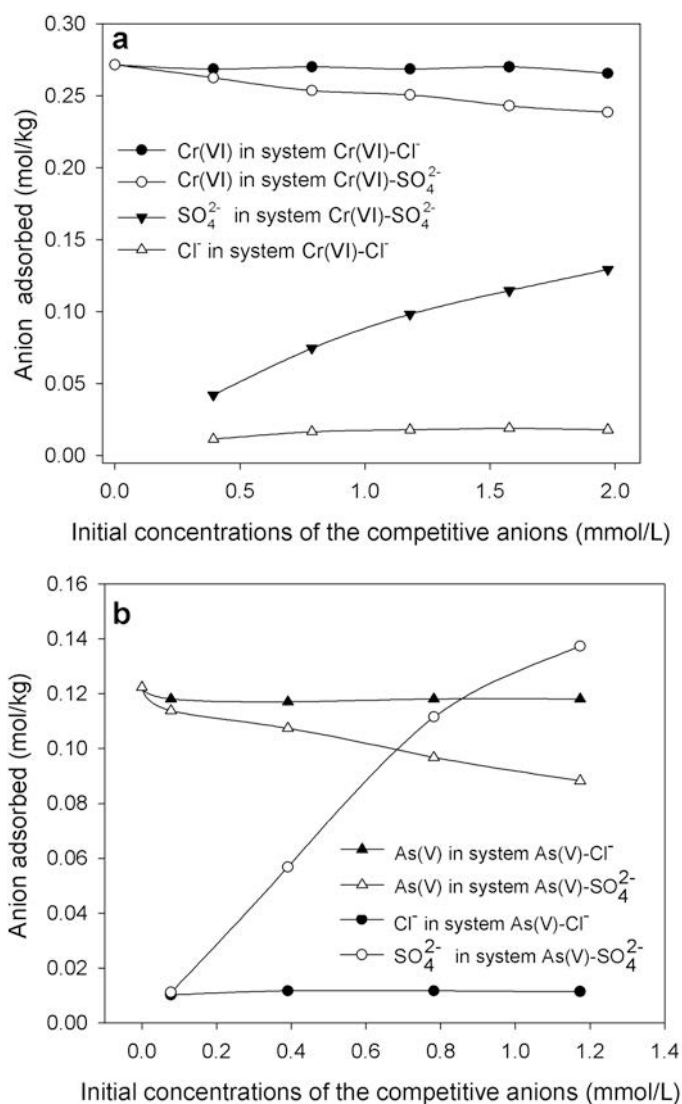 a
0.30
0.25
0.20
0.15
0.10
0.05
0.00
Anion adsorbed (mol/kg)
Cr(VI) in system Cr(VI)-Cl⁻
Cr(VI) in system Cr(VI)-SO₄²⁻
SO₄²⁻ in system Cr(VI)-SO₄²⁻
Cl⁻ in system Cr(VI)-Cl⁻
0.0 0.5 1.0 1.5 2.0
Initial concentrations of the competitive anions (mmol/L)
b
0.16
0.14
0.12
0.10
0.08
0.06
0.04
0.02
0.00
Anion adsorbed (mol/kg)
As(V) in system As(V)-Cl⁻
As(V) in system As(V)-SO₄²⁻
Cl⁻ in system As(V)-Cl⁻
SO₄²⁻ in system As(V)-SO₄²⁻
0.0 0.2 0.4 0.6 0.8 1.0 1.2 1.4
Initial concentrations of the competitive anions (mmol/L)